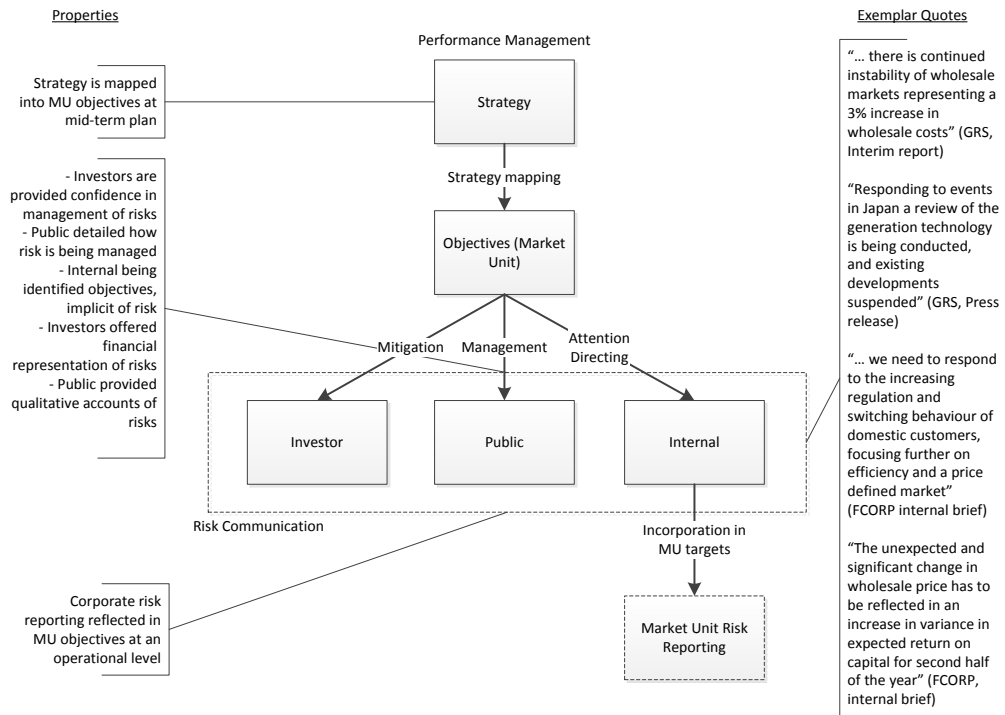 Properties
Exemplar Quotes
Performance Management
Strategy is mapped
into MU objectives at
mid-term plan
- Investors are
provided confidence in
management of risks
- Public detailed how
risk is being managed
- Internal being
identified objectives,
implicit of risk
- Investors offered
financial
representation of risks
- Public provided
qualitative accounts of
risks
Corporate risk
reporting reflected in
MU objectives at an
operational level
Strategy
Strategy mapping
Objectives (Market
Unit)
Mitigation
Management
Attention
Directing
Investor
Public
Internal
Risk Communication
Incorporation in
MU targets
Market Unit Risk
Reporting
“... there is continued
instability of wholesale
markets representing a
3% increase in
wholesale costs” (GRS,
Interim report)
“Responding to events
in Japan a review of the
generation technology
is being conducted,
and existing
developments
suspended” (GRS, Press
release)
“... we need to respond
to the increasing
regulation and
switching behaviour of
domestic customers,
focusing further on
efficiency and a price
defined market”
(FCORP internal brief)
“The unexpected and
significant change in
wholesale price has to
be reflected in an
increase in variance in
expected return on
capital for second half
of the year” (FCORP,
internal brief)